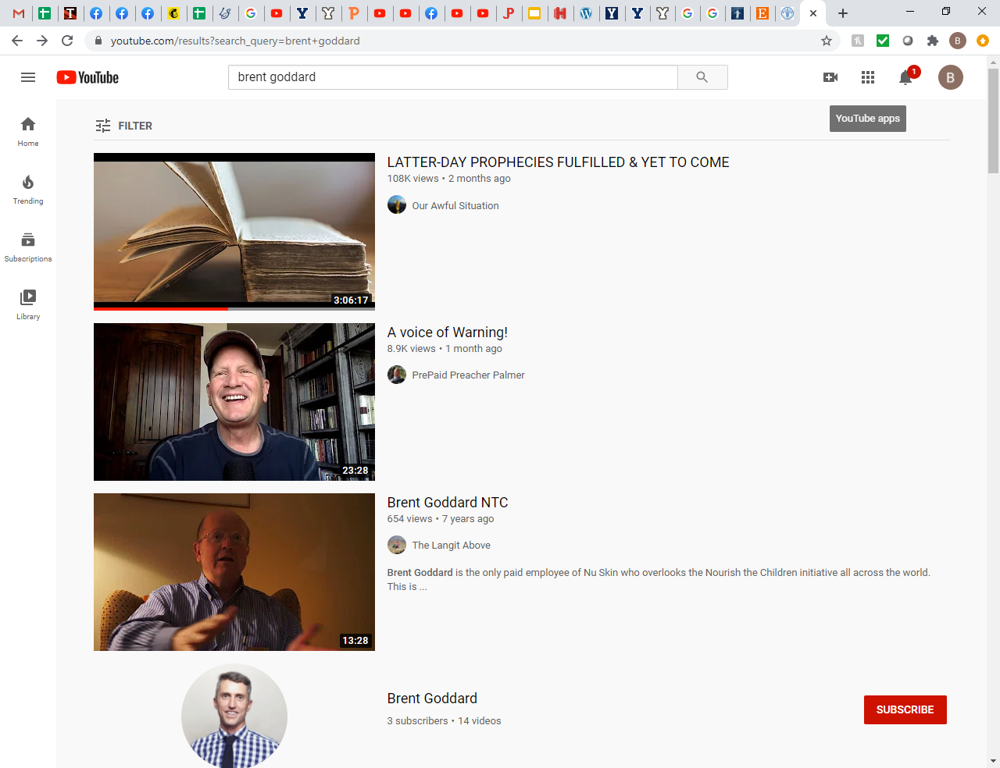 youtube.com/results?search_query=brent+goddard
B
YouTube
brent goddard
1
B
YouTube apps
FILTER
Home
Trending
Subscriptions
Library
LATTER-DAY PROPHECIES FULFILLED & YET TO COME
108K views • 2 months ago
Our Awful Situation
3:06:17
A voice of Warning!
8.9K views • 1 month ago
PrePaid Preacher Palmer
23:28
Brent Goddard NTC
654 views • 7 years ago
The Langit Above
Brent Goddard is the only paid employee of Nu Skin who overlooks the Nourish the Children initiative all across the world.
This is ...
13:28
Brent Goddard
3 subscribers • 14 videos
SUBSCRIBE